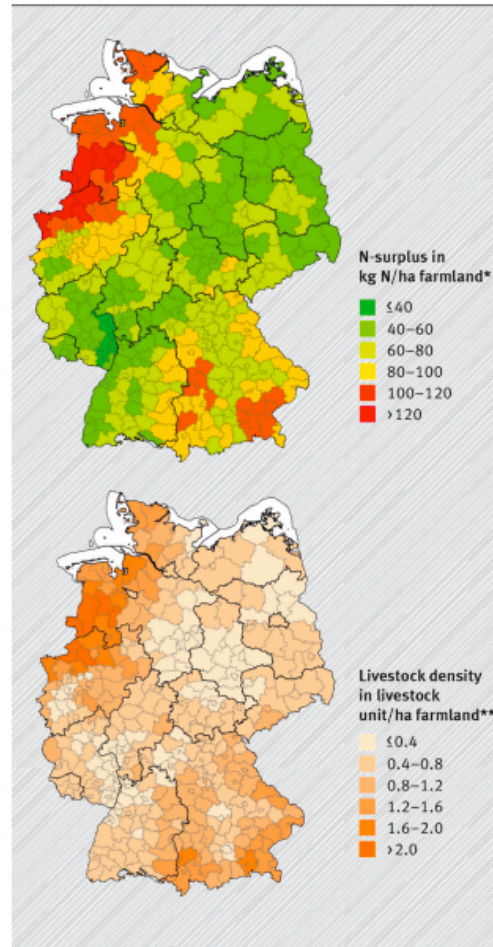 N-surplus in
kg N/ha farmland*
≤40
40–60
60–80
80–100
100–120
>120
Livestock density
in livestock
unit/ha farmland**
≤0.4
0.4–0.8
0.8–1.2
1.2–1.6
1.6–2.0
>2.0